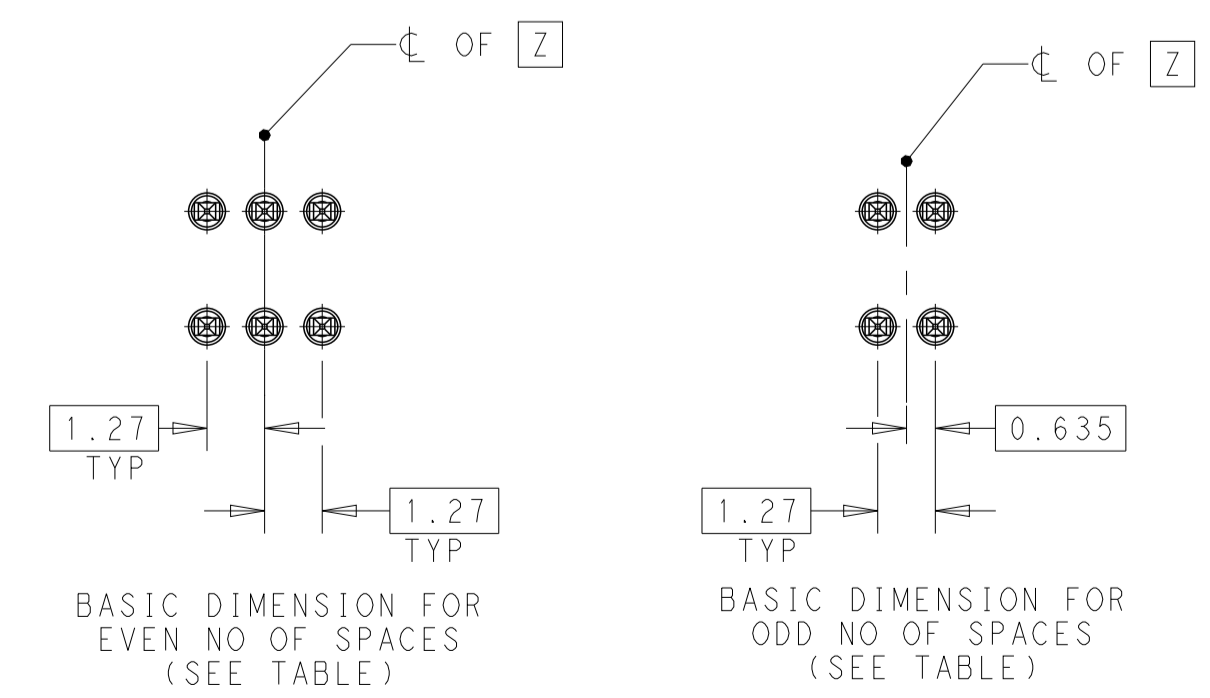 ℄ OF Z
℄ OF Z
1.27
TYP
1.27
TYP
BASIC DIMENSION FOR
EVEN NO OF SPACES
(SEE TABLE)
0.635
1.27
TYP
BASIC DIMENSION FOR
ODD NO OF SPACES
(SEE TABLE)